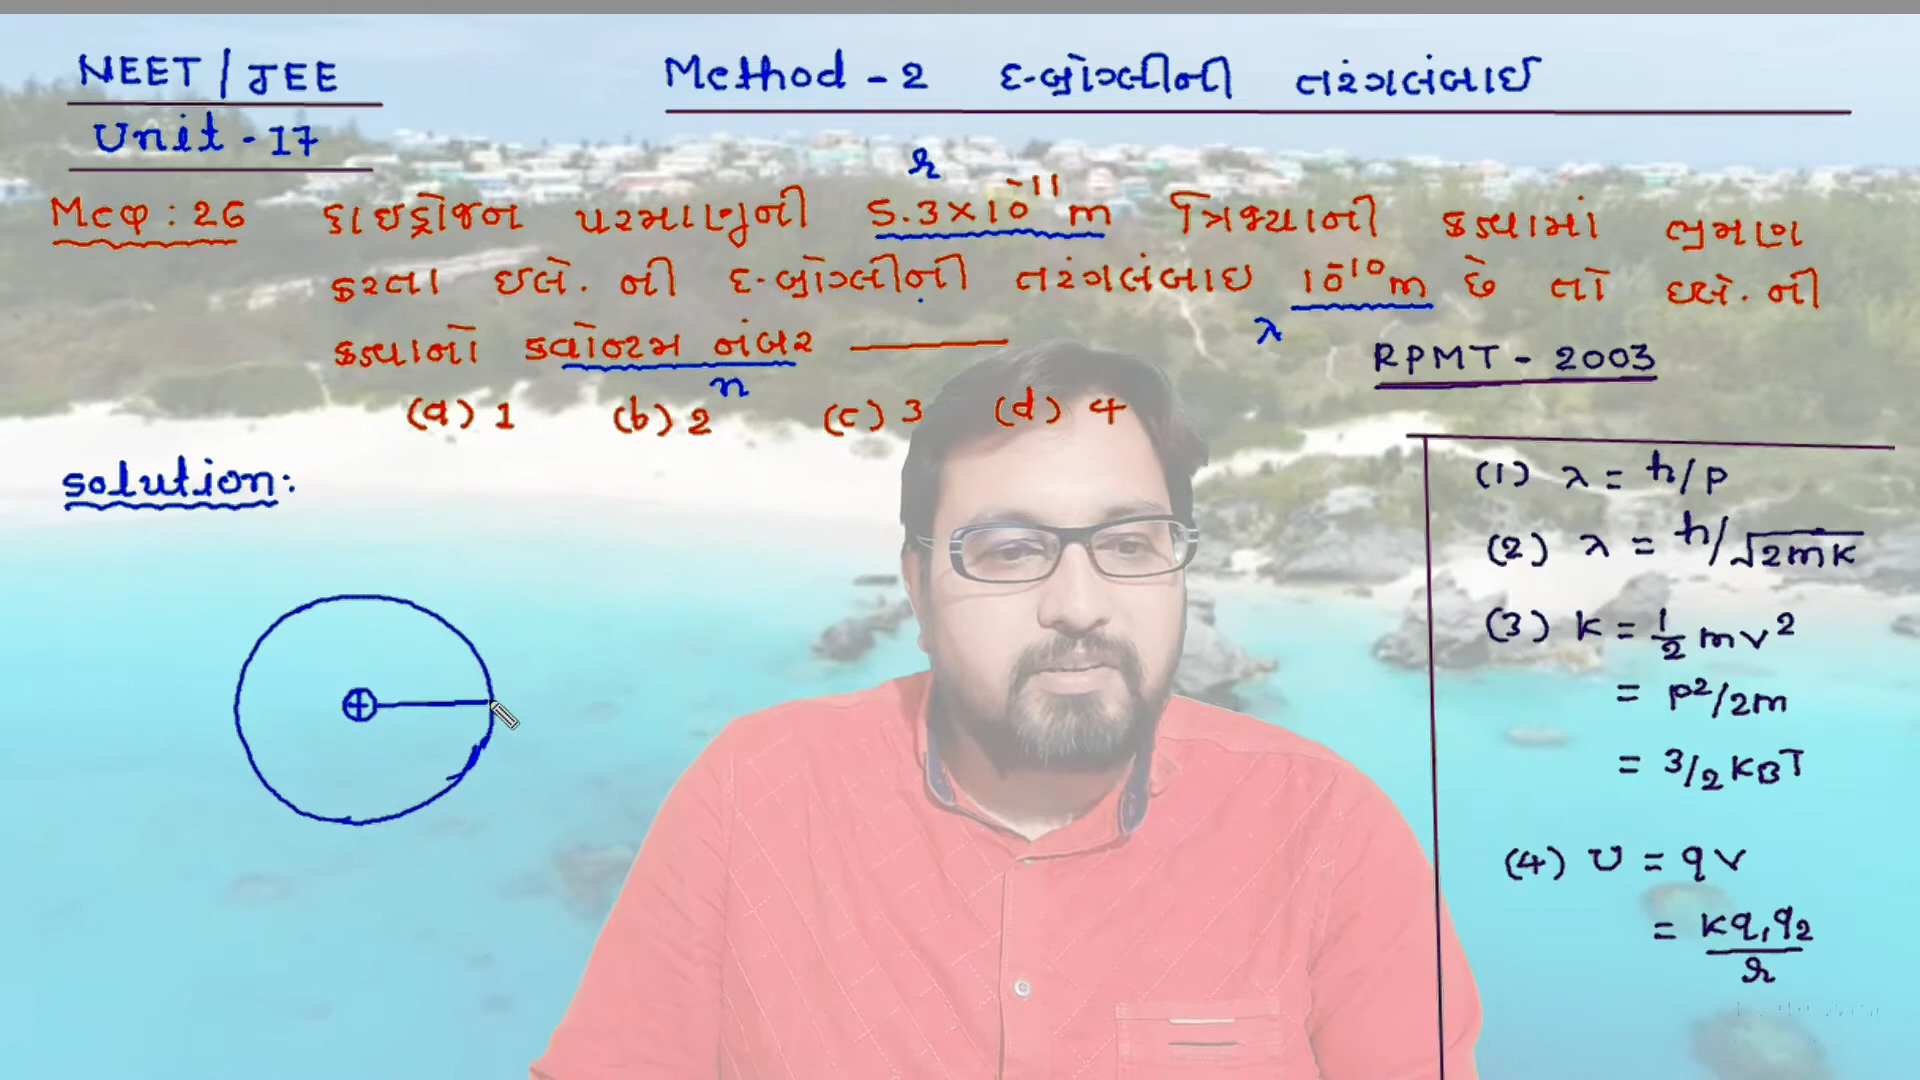 NEET / JEE
Unit - 17
Method - 2 દ-બ્રોગ્લીની તરંગલંબાઈ
r
MCQ : 26 હાઇડ્રોજન પરમાણુની 5.3×10⁻¹¹ m ત્રિજ્યાની કક્ષામાં ભ્રમણ
કરતા ઇલે. ની દ-બ્રોગ્લીની તરંગલંબાઇ 10⁻¹⁰ m છે તો ઇલે. ની
λ
કક્ષાનો ક્વોન્ટમ નંબર ______
n
RPMT - 2003
(a) 1 (b) 2 (c) 3 (d) 4
Solution:
(1) λ = h/p
(2) λ = h/√2mK
(3) K = ½ mv²
= p²/2m
= 3/2 KBT
(4) U = qV
= Kq₁q₂/r